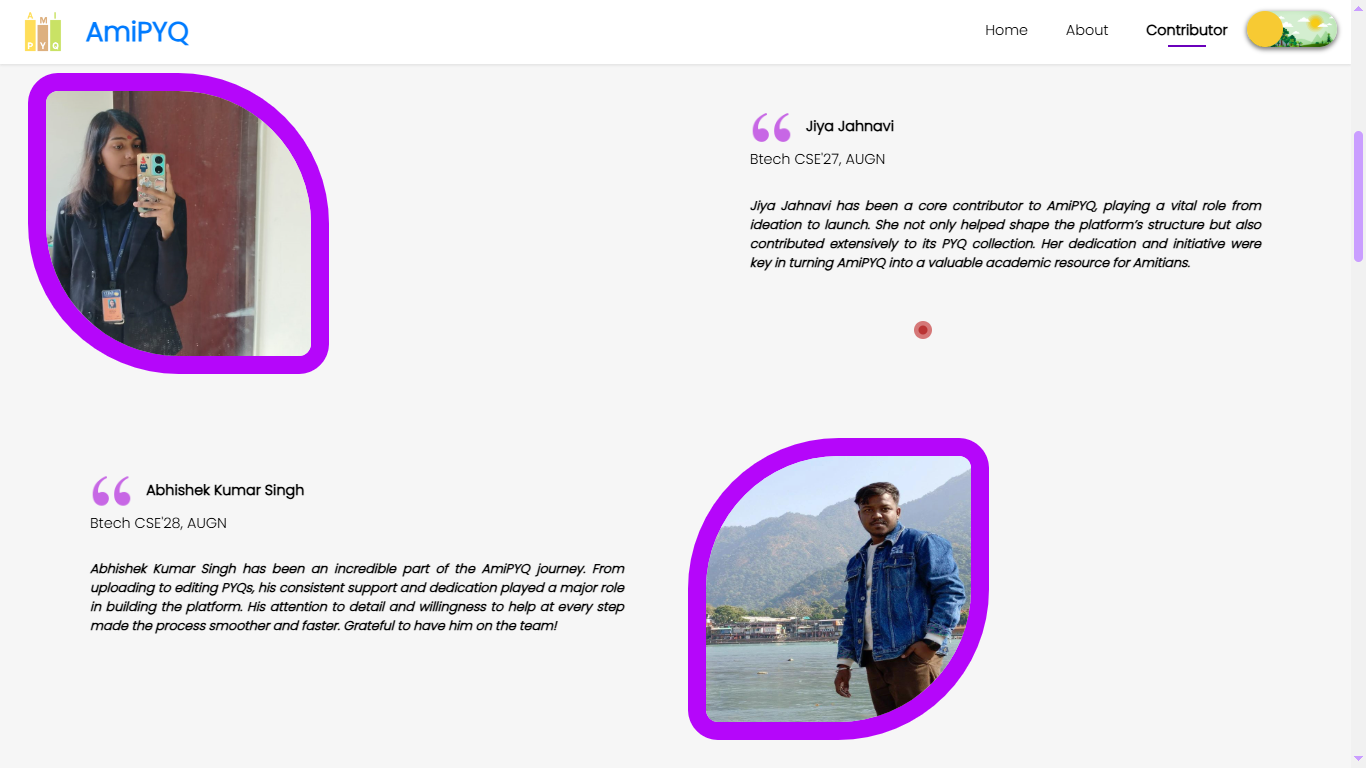 A M I
P Y Q
AmiPYQ
Home
About
Contributor
Jiya Jahnavi
Btech CSE'27, AUGN
Jiya Jahnavi has been a core contributor to AmiPYQ, playing a vital role from
ideation to launch. She not only helped shape the platform’s structure but also
contributed extensively to its PYQ collection. Her dedication and initiative were
key in turning AmiPYQ into a valuable academic resource for Amitians.
Abhishek Kumar Singh
Btech CSE'28, AUGN
Abhishek Kumar Singh has been an incredible part of the AmiPYQ journey. From
uploading to editing PYQs, his consistent support and dedication played a major role
in building the platform. His attention to detail and willingness to help at every step
made the process smoother and faster. Grateful to have him on the team!